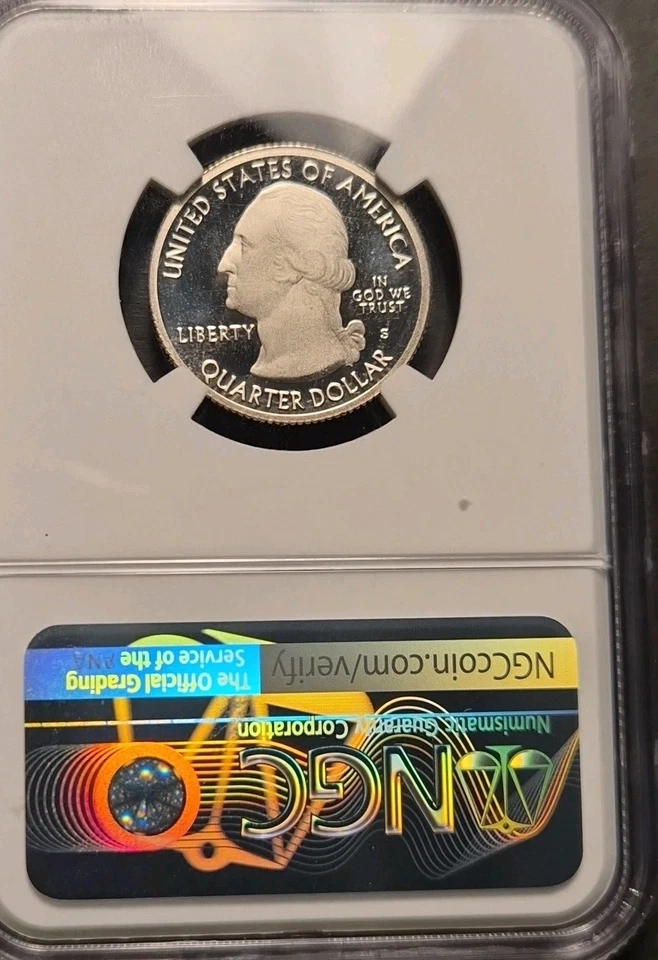 UNITED STATES OF AMERICA
IN
GOD WE
TRUST
LIBERTY
S
QUARTER DOLLAR
NGCcoin.com/verify
The Official Grading
Service of the ANA
Numismatic Guaranty Corporation
NGC